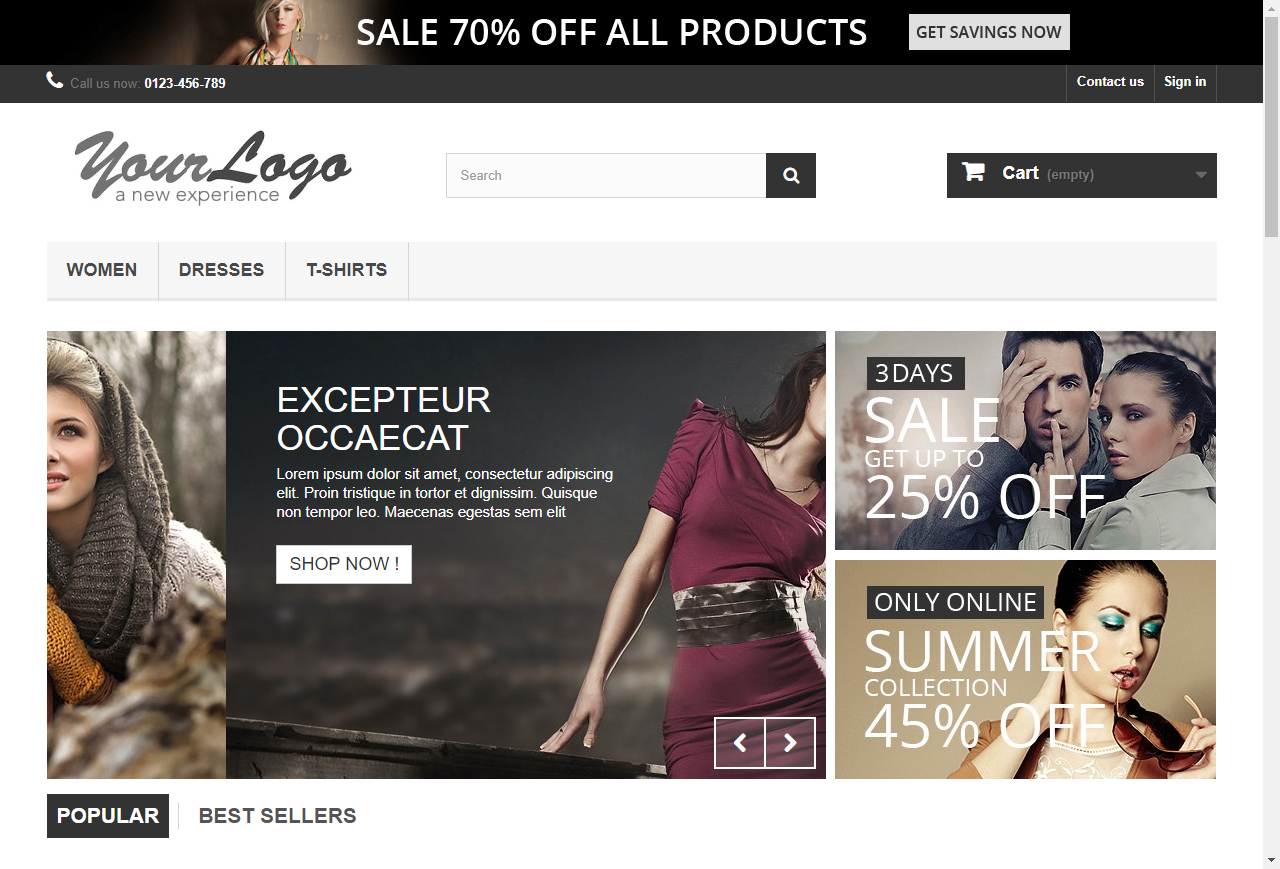 SALE 70% OFF ALL PRODUCTS
GET SAVINGS NOW
Call us now: 0123-456-789
Contact us
Sign in
YourLogo
a new experience
Search
Cart (empty)
WOMEN
DRESSES
T-SHIRTS
EXCEPTEUR
OCCAECAT
Lorem ipsum dolor sit amet, consectetur adipiscing
elit. Proin tristique in tortor et dignissim. Quisque
non tempor leo. Maecenas egestas sem elit
SHOP NOW !
3 DAYS
SALE
GET UP TO
25% OFF
ONLY ONLINE
SUMMER
COLLECTION
45% OFF
POPULAR
BEST SELLERS